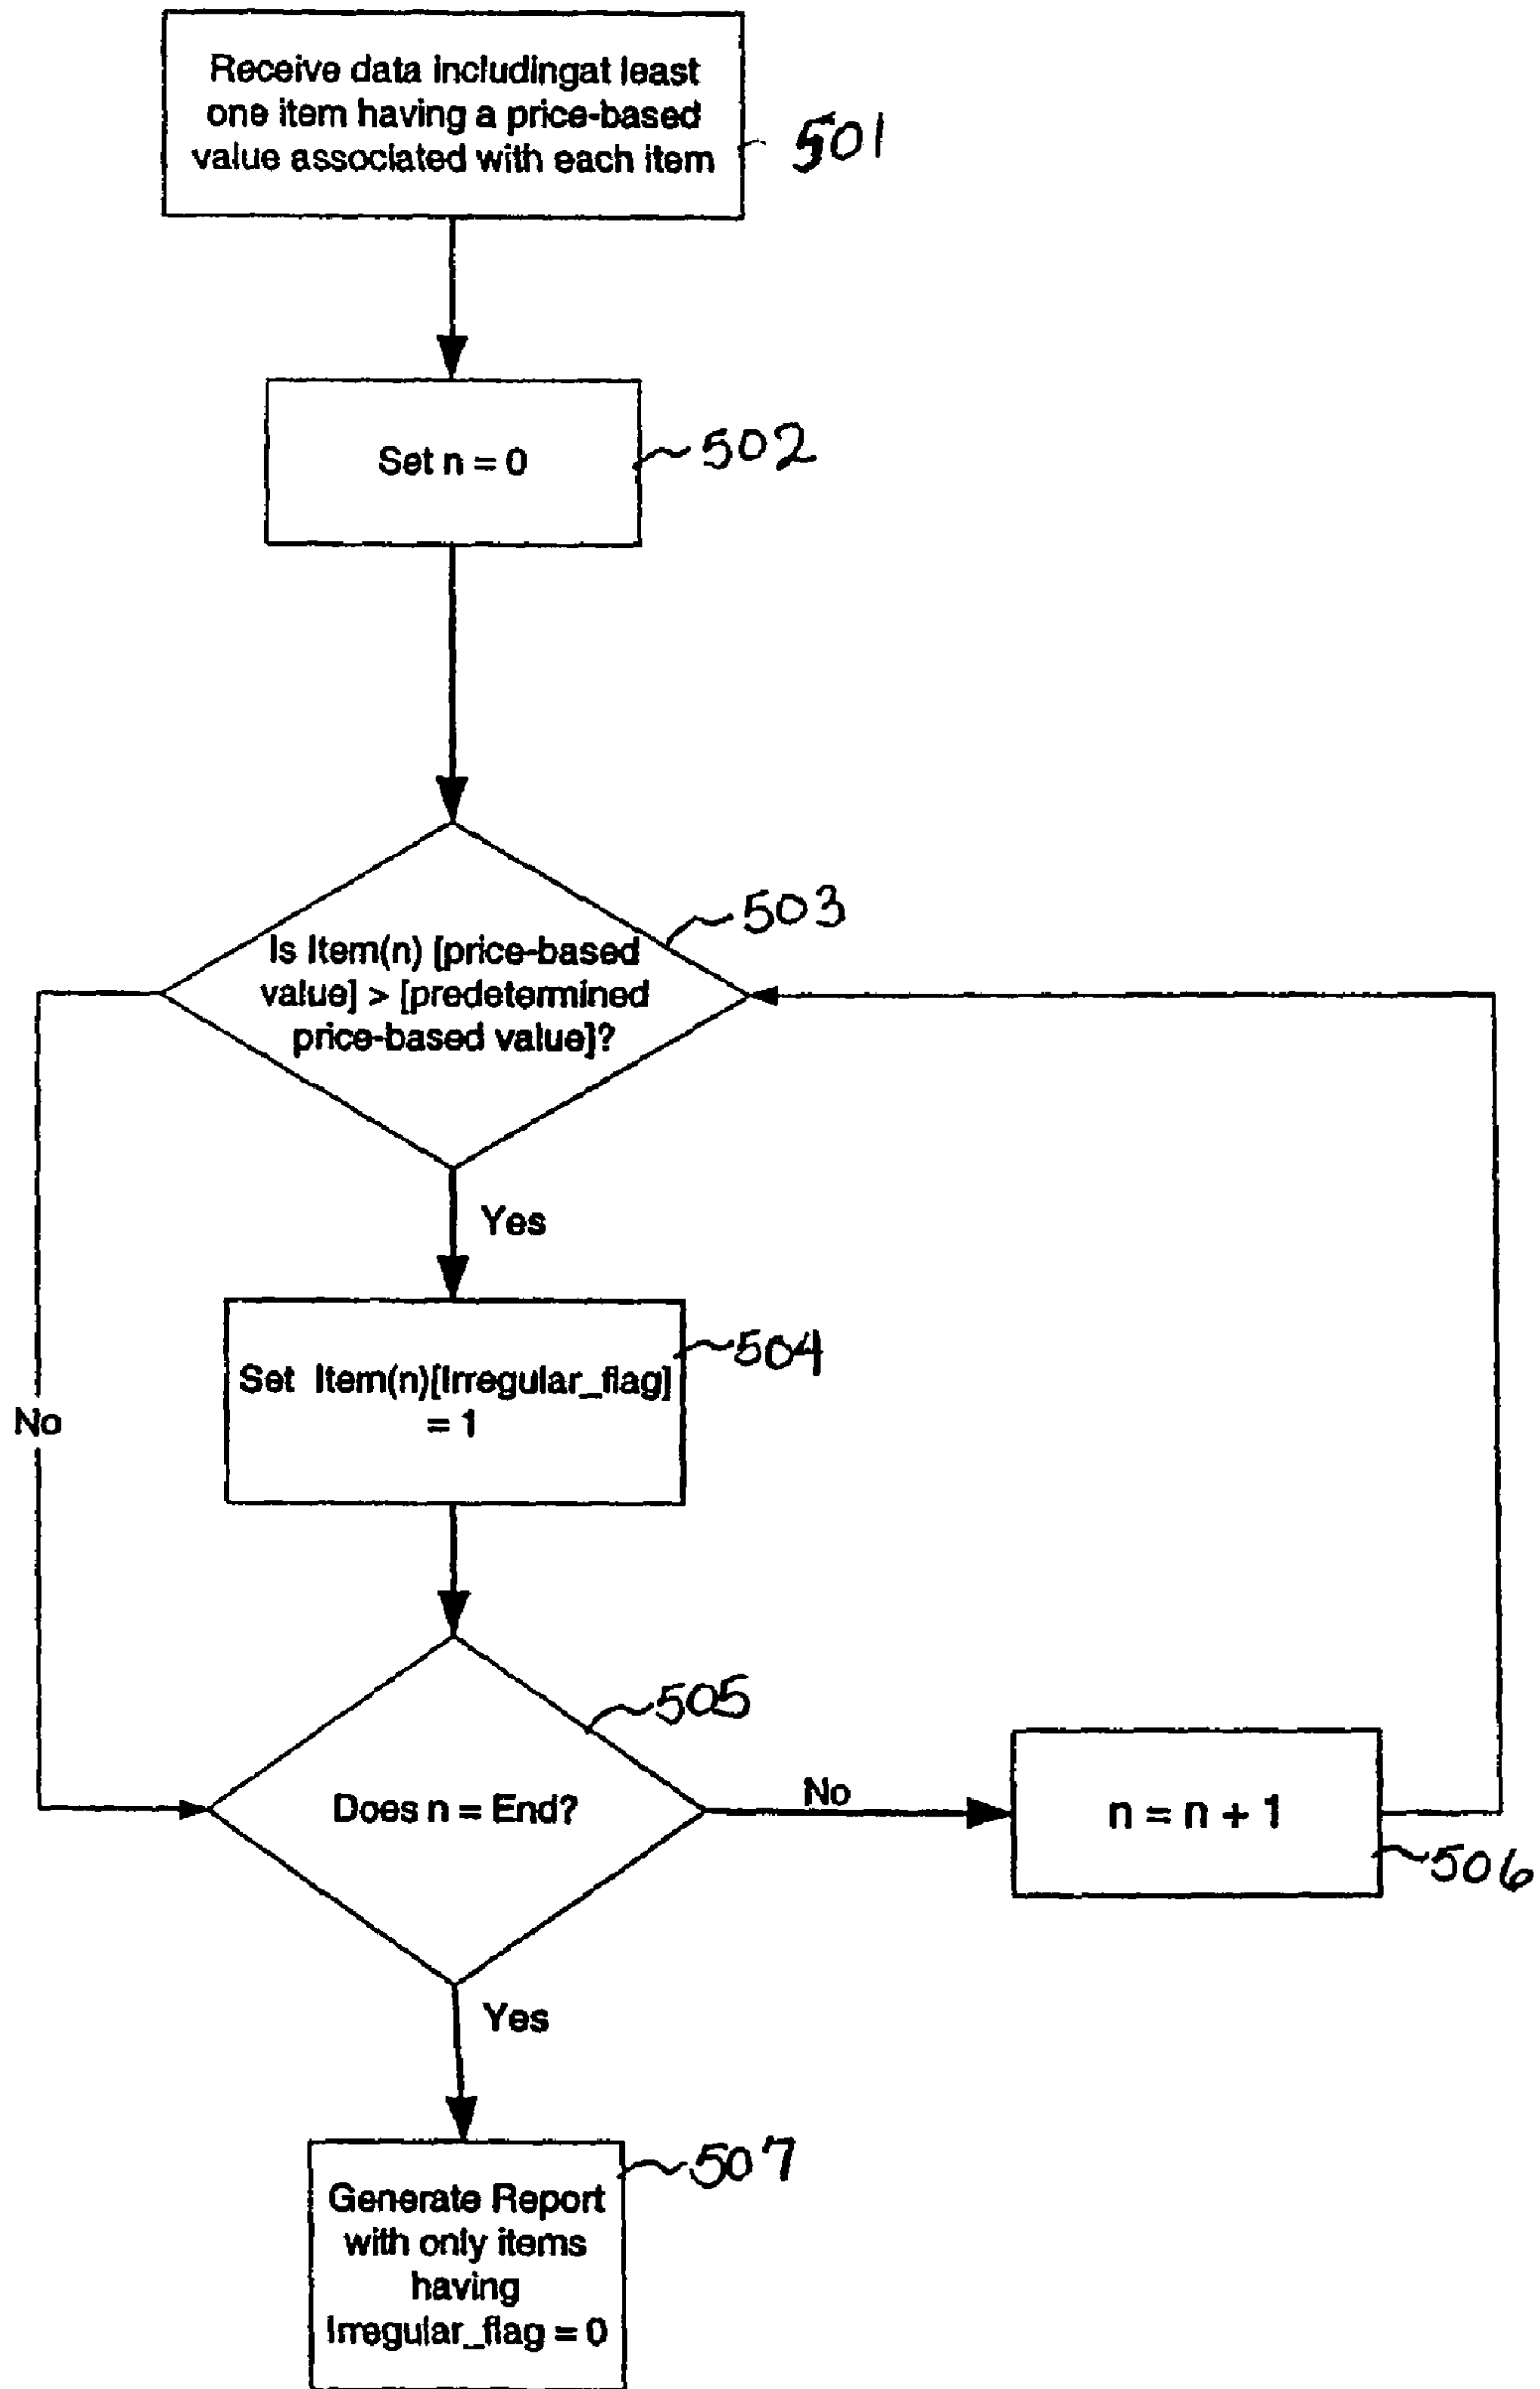 Receive data includingat least
one item having a price-based
value associated with each item
501
Set n = 0
502
503
Is Item(n) [price-based
value] > [predetermined
price-based value]?
Yes
504
Set Item(n)[Irregular_flag]
= 1
No
505
Does n = End?
No
n = n + 1
506
Yes
507
Generate Report
with only items
having
Irregular_flag = 0